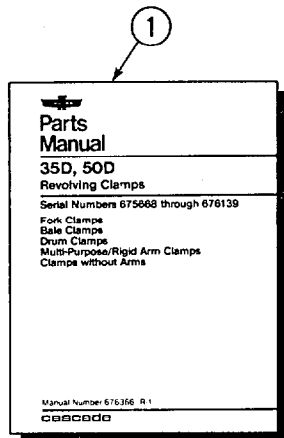 1
Parts
Manual
35D, 50D
Revolving Clamps
Serial Numbers 675668 through 676139
Fork Clamps
Bale Clamps
Drum Clamps
Multi-Purpose/Rigid Arm Clamps
Clamps without Arms
Manual Number 676366 R-1
cascade